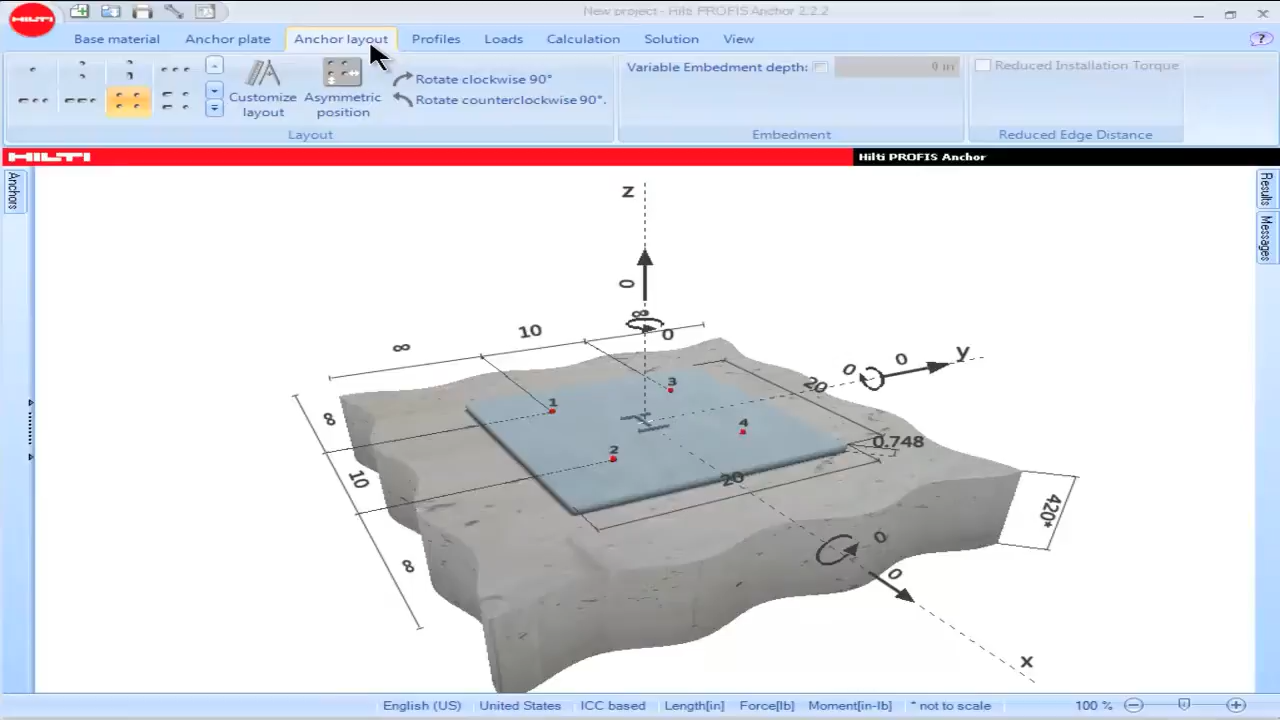 HILTI
New project - Hilti PROFIS Anchor 2.2.2
Base material
Anchor plate
Anchor layout
Profiles
Loads
Calculation
Solution
View
Customize layout
Asymmetric position
Rotate clockwise 90°
Rotate counterclockwise 90°.
Layout
Variable Embedment depth:
0 in
Embedment
Reduced Installation Torque
Reduced Edge Distance
HILTI
Hilti PROFIS Anchor
Anchors
Results
Messages
z
0
∞
0
10
∞
y
0
0
20
8
10
8
1
2
3
4
0.748
20
420*
0
0
x
English (US)
United States
ICC based
Length[in]
Force[lb]
Moment[in-lb]
* not to scale
100 %